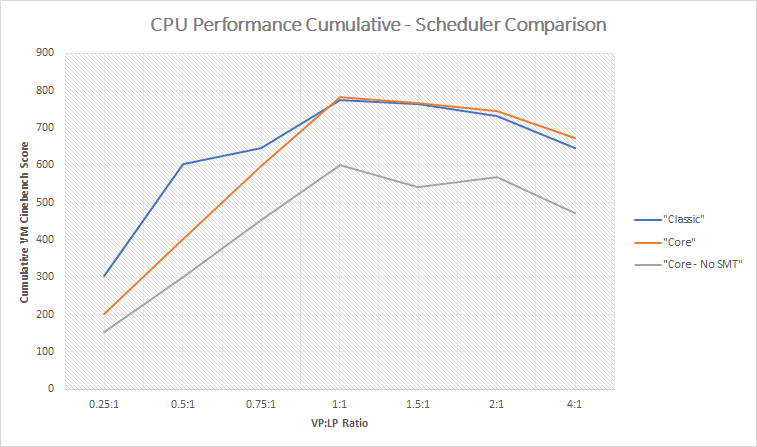 CPU Performance Cumulative - Scheduler Comparison
900
800
700
600
500
400
300
200
100
0
Cumulative VM Cinebench Score
0.25:1 0.5:1 0.75:1 1:1 1.5:1 2:1 4:1
VP:LP Ratio
"Classic"
"Core"
"Core - No SMT"